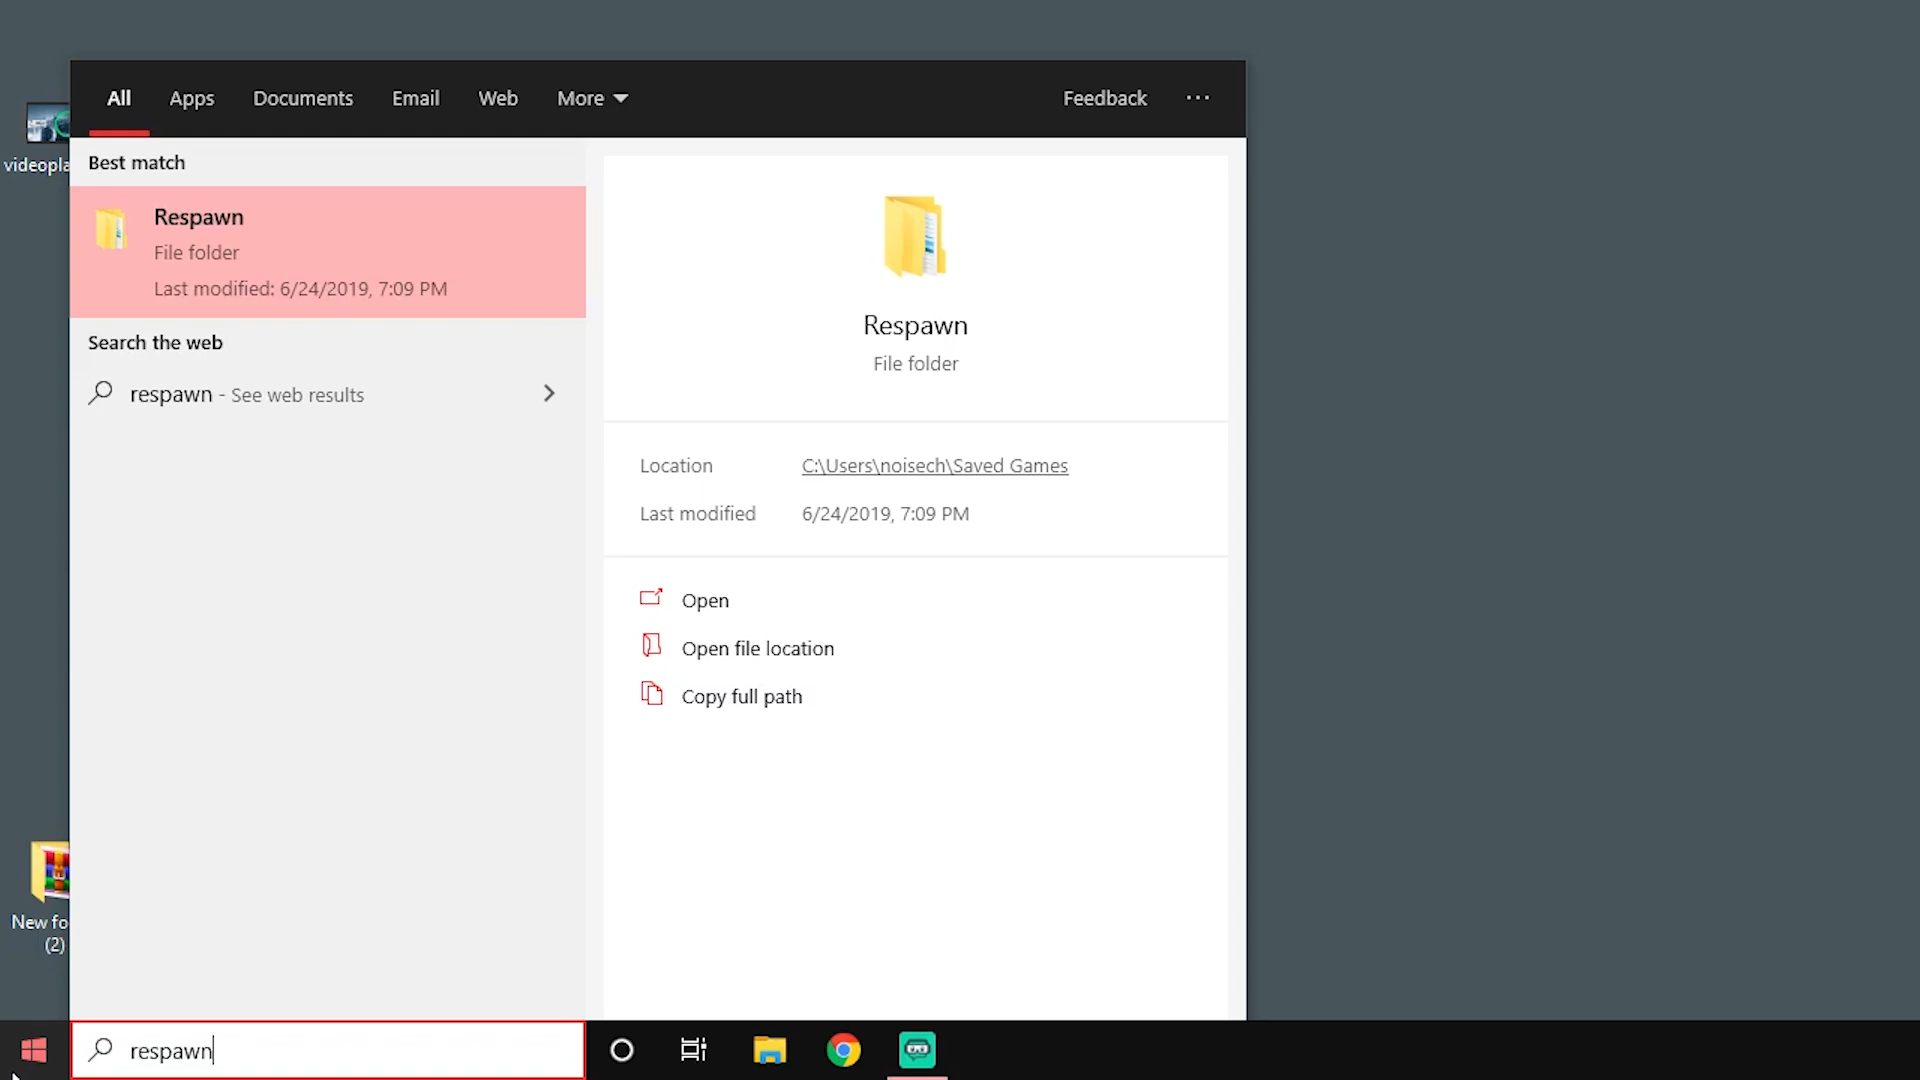 All Apps Documents Email Web More Feedback ...
videopla
Best match
Respawn
File folder
Last modified: 6/24/2019, 7:09 PM
Search the web
respawn - See web results
Respawn
File folder
Location C:\Users\noisech\Saved Games
Last modified 6/24/2019, 7:09 PM
Open
Open file location
Copy full path
New fo
(2)
respawn